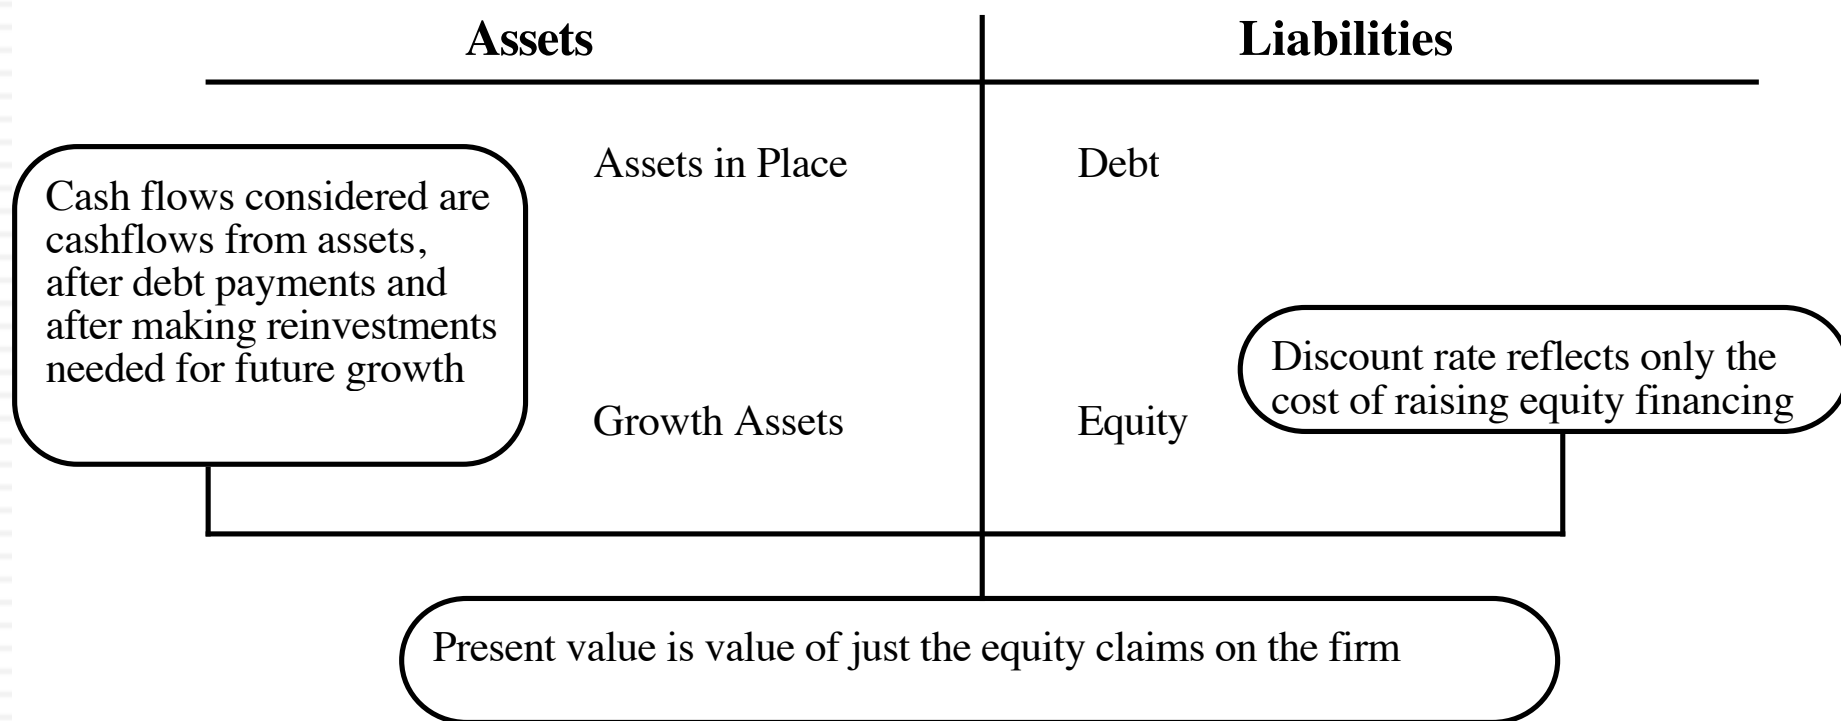 Assets
Liabilities
Assets in Place
Debt
Cash flows considered are
cashflows from assets,
after debt payments and
after making reinvestments
needed for future growth
Discount rate reflects only the
cost of raising equity financing
Growth Assets
Equity
Present value is value of just the equity claims on the firm